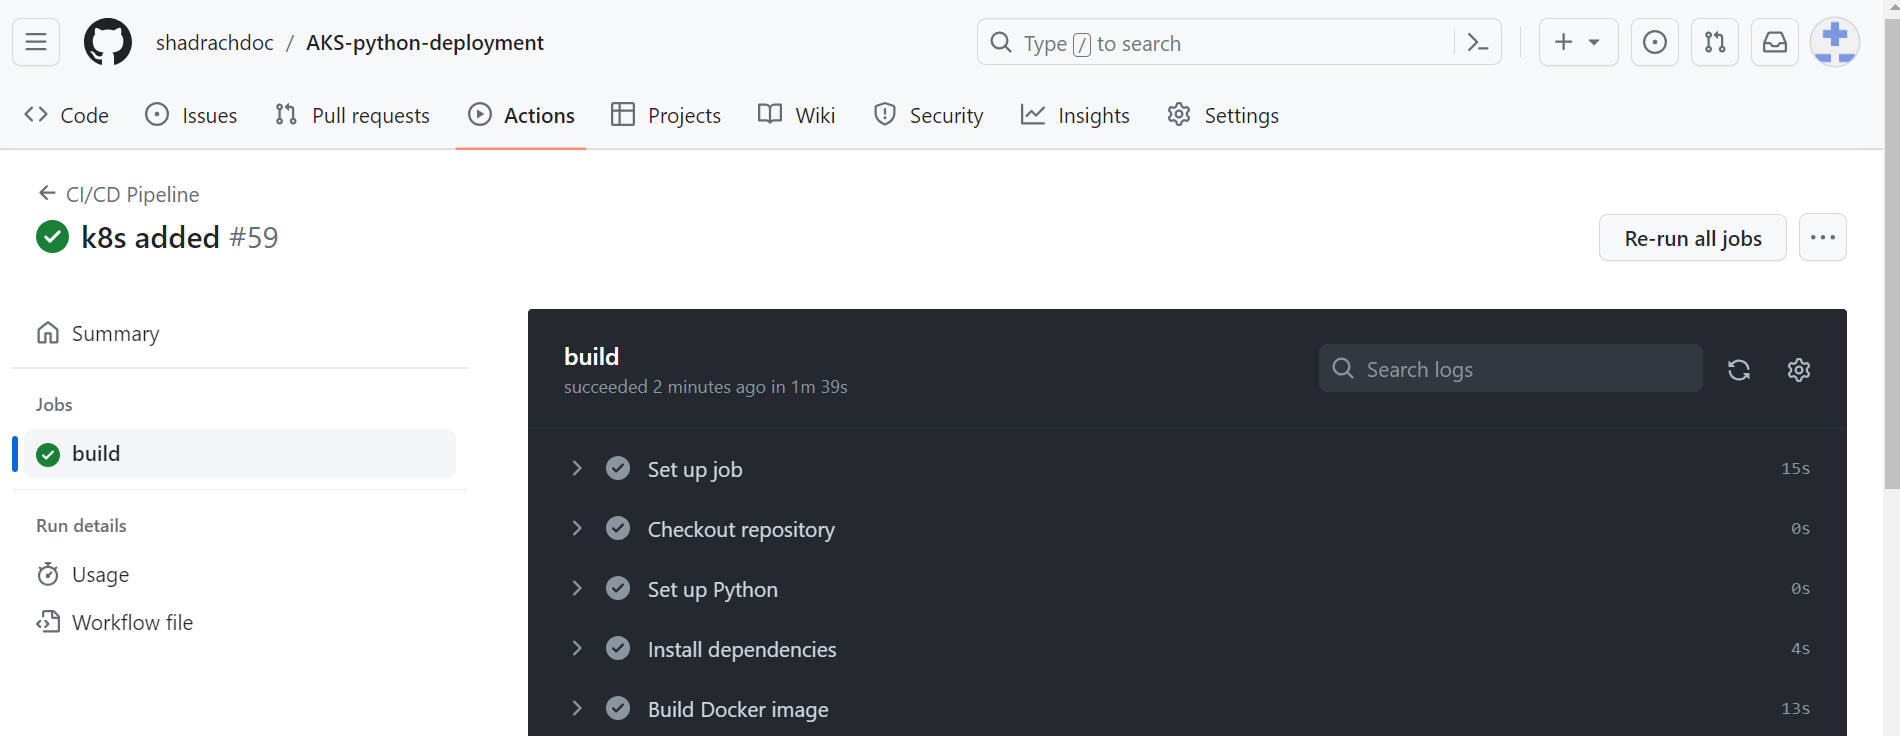 shadrachdoc / AKS-python-deployment
Type / to search
Code Issues Pull requests Actions Projects Wiki Security Insights Settings
CI/CD Pipeline
k8s added #59
Re-run all jobs
Summary
Jobs
build
Run details
Usage
Workflow file
build
succeeded 2 minutes ago in 1m 39s
Search logs
Set up job 15s
Checkout repository 0s
Set up Python 0s
Install dependencies 4s
Build Docker image 13s